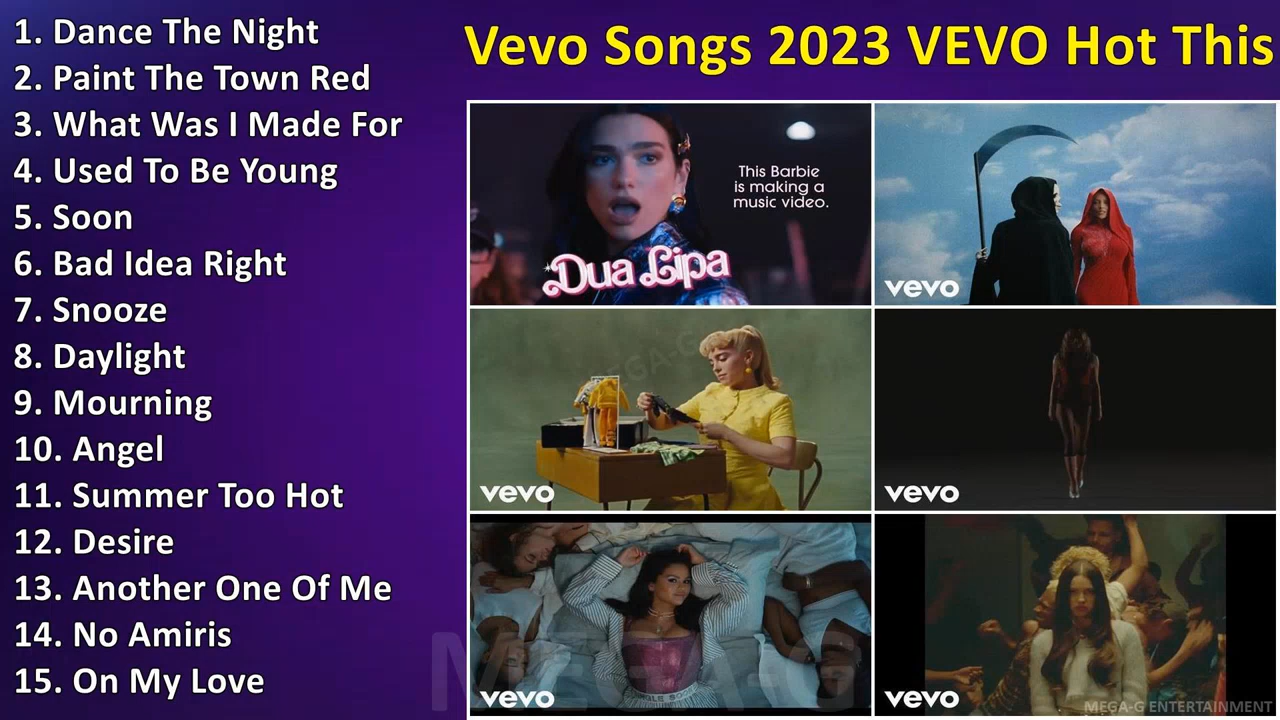 1. Dance The Night
2. Paint The Town Red
3. What Was I Made For
4. Used To Be Young
5. Soon
6. Bad Idea Right
7. Snooze
8. Daylight
9. Mourning
10. Angel
11. Summer Too Hot
12. Desire
13. Another One Of Me
14. No Amiris
15. On My Love
Vevo Songs 2023 VEVO Hot This
This Barbie
is making a
music video.
Dua Lipa
vevo
MEGA-G
vevo
vevo
vevo
vevo
MEGA-G
MEGA-G ENTERTAINMENT